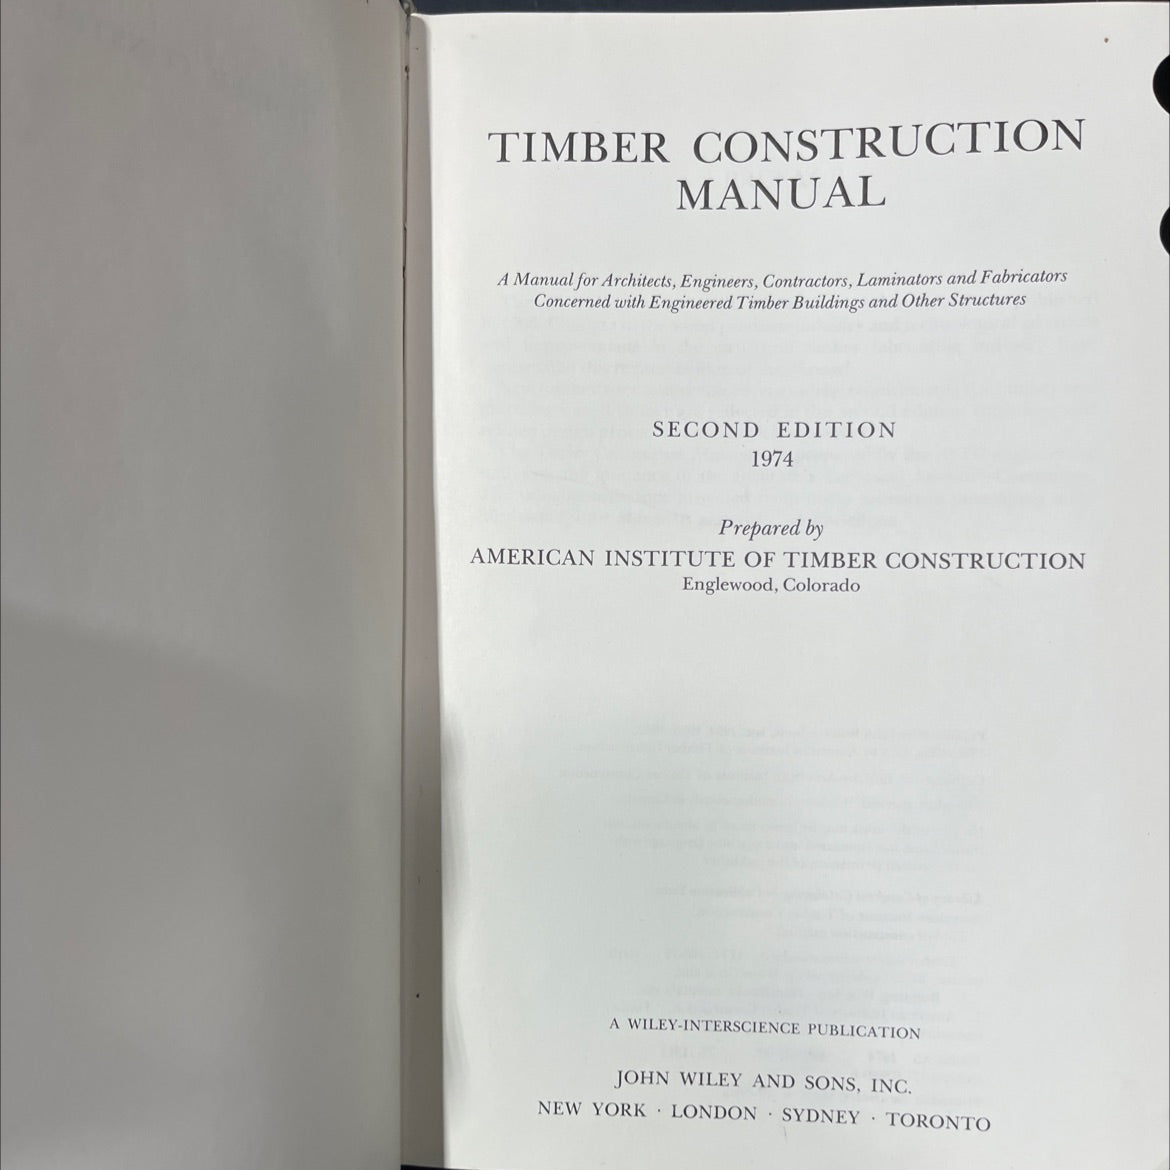 TIMBER CONSTRUCTION
MANUAL
A Manual for Architects, Engineers, Contractors, Laminators and Fabricators
Concerned with Engineered Timber Buildings and Other Structures
SECOND EDITION
1974
Prepared by
AMERICAN INSTITUTE OF TIMBER CONSTRUCTION
Englewood, Colorado
A WILEY-INTERSCIENCE PUBLICATION
JOHN WILEY AND SONS, INC.
NEW YORK · LONDON · SYDNEY · TORONTO